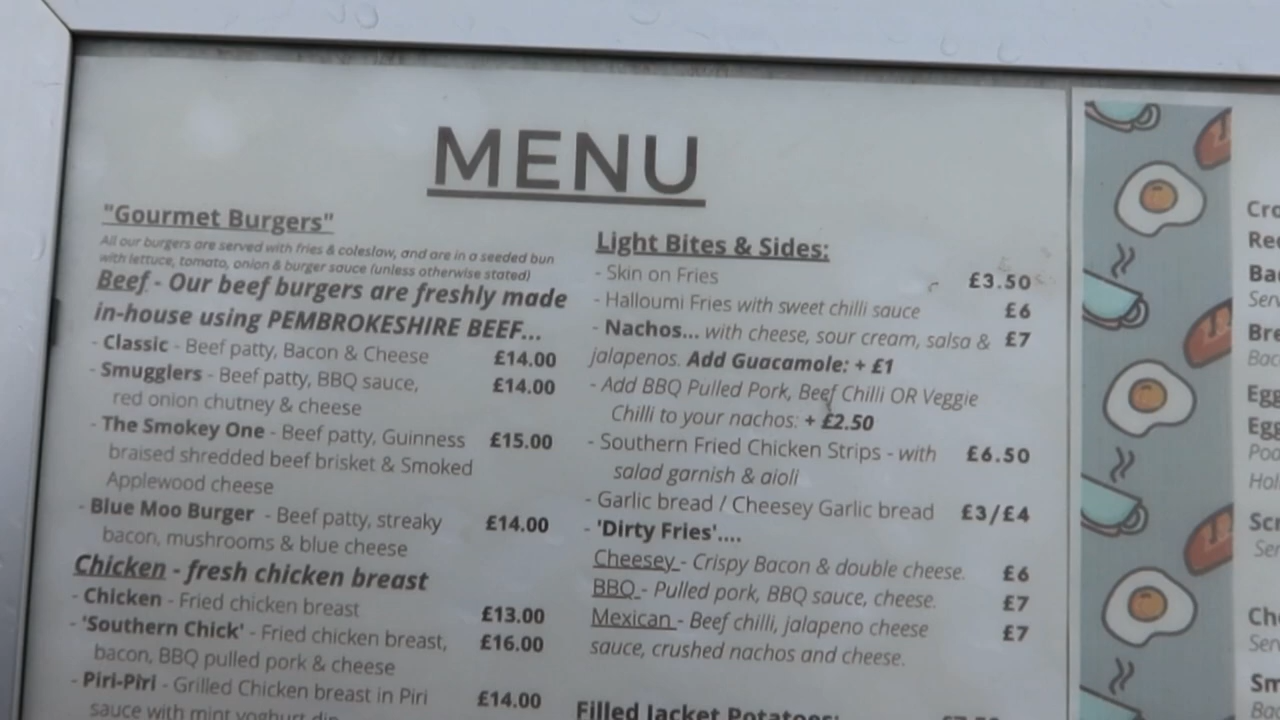 MENU
"Gourmet Burgers"
All our burgers are served with fries & coleslaw, and are in a seeded bun
with lettuce, tomato, onion & burger sauce (unless otherwise stated)
Beef - Our beef burgers are freshly made
in-house using PEMBROKESHIRE BEEF...
- Classic - Beef patty, Bacon & Cheese £14.00
- Smugglers - Beef patty, BBQ sauce, £14.00
red onion chutney & cheese
- The Smokey One - Beef patty, Guinness £15.00
braised shredded beef brisket & Smoked
Applewood cheese
- Blue Moo Burger - Beef patty, streaky £14.00
bacon, mushrooms & blue cheese
Chicken - fresh chicken breast
- Chicken - Fried chicken breast £13.00
- 'Southern Chick' - Fried chicken breast, £16.00
bacon, BBQ pulled pork & cheese
- Piri-Piri - Grilled Chicken breast in Piri £14.00
sauce with mint yoghurt dip
Light Bites & Sides:
- Skin on Fries £3.50
- Halloumi Fries with sweet chilli sauce £6
- Nachos... with cheese, sour cream, salsa & £7
jalapenos. Add Guacamole: + £1
- Add BBQ Pulled Pork, Beef Chilli OR Veggie
Chilli to your nachos: + £2.50
- Southern Fried Chicken Strips - with £6.50
salad garnish & aioli
- Garlic bread / Cheesey Garlic bread £3/£4
- 'Dirty Fries'....
Cheesey - Crispy Bacon & double cheese. £6
BBQ - Pulled pork, BBQ sauce, cheese. £7
Mexican - Beef chilli, jalapeno cheese £7
sauce, crushed nachos and cheese.
Filled Jacket Potatoes: